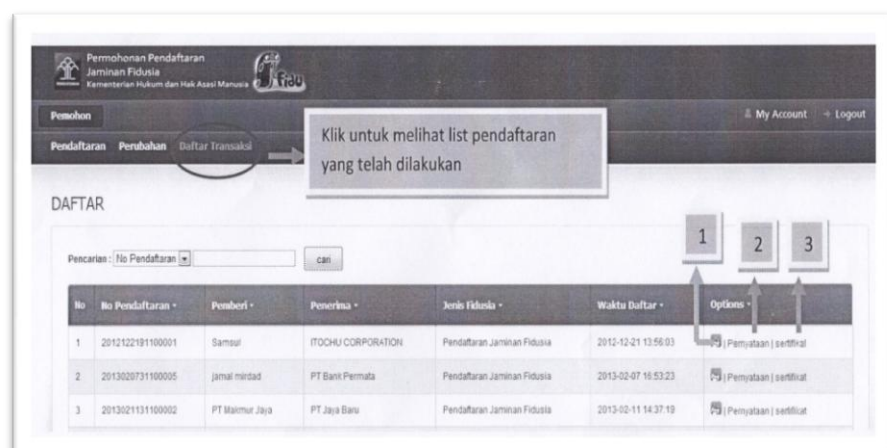 Permohonan Pendaftaran
Jaminan Fidusia
Kementerian Hukum dan Hak Asasi Manusia
Fidu
Pemohon
My Account
Logout
Pendaftaran Perubahan Daftar Transaksi
Klik untuk melihat list pendaftaran
yang telah dilakukan
DAFTAR
1 2 3
Pencarian : No Pendaftaran cari
No No Pendaftaran Pemberi Penerima Jenis Fidusia Waktu Daftar Options
1 2012122191100001 Samsul ITOCHU CORPORATION Pendaftaran Jaminan Fidusia 2012-12-21 13:56:03 | Pernyataan | sertifikat
2 2013020731100005 jamal mirdad PT Bank Permata Pendaftaran Jaminan Fidusia 2013-02-07 16:53:23 | Pernyataan | sertifikat
3 2013021131100002 PT Makmur Jaya PT Jaya Baru Pendaftaran Jaminan Fidusia 2013-02-11 14:37:19 | Pernyataan | sertifikat